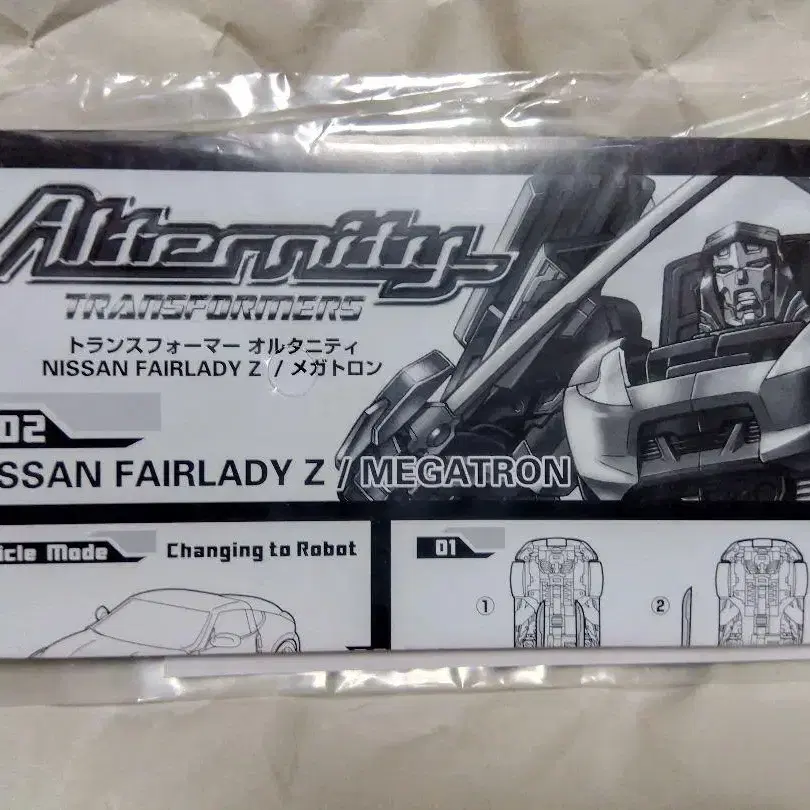 Alternity
TRANSFORMERS
トランスフォーマー オルタニティ
NISSAN FAIRLADY Z / メガトロン
02
SSAN FAIRLADY Z / MEGATRON
icle Mode
Changing to Robot
01
①
②